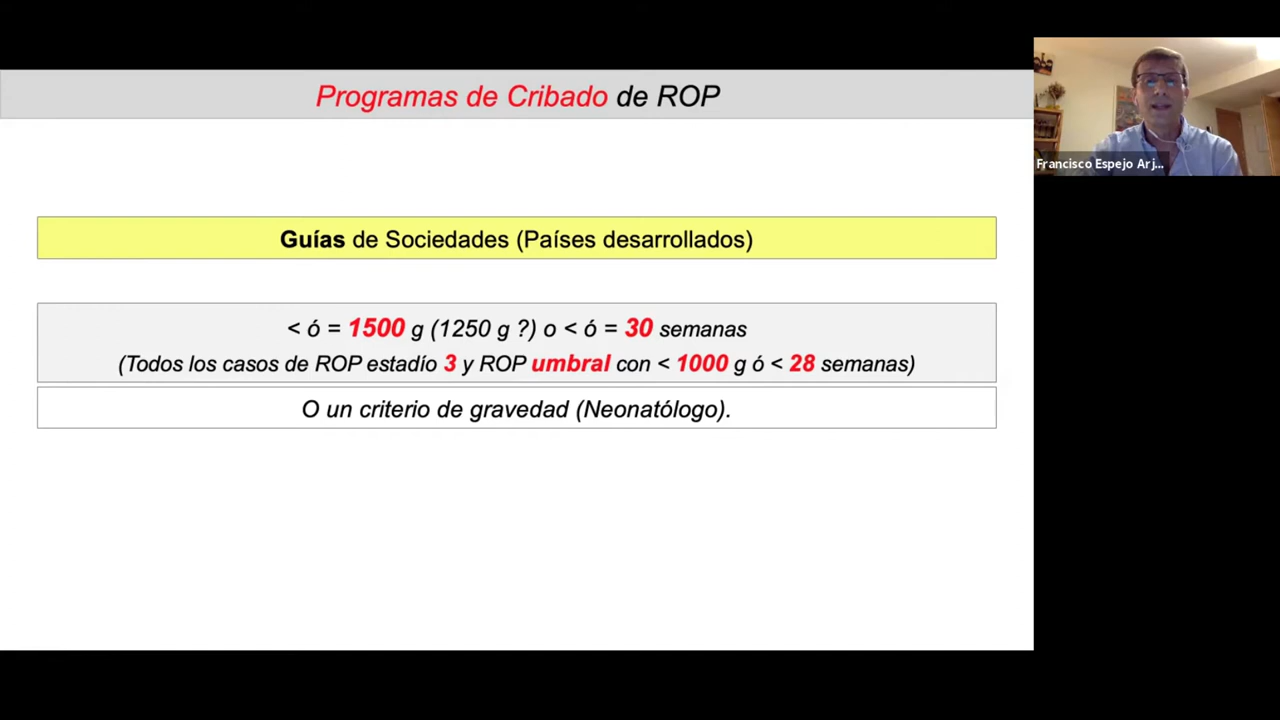 Programas de Cribado de ROP
Guías de Sociedades (Países desarrollados)
< ó = 1500 g (1250 g ?) o < ó = 30 semanas
(Todos los casos de ROP estadío 3 y ROP umbral con < 1000 g ó < 28 semanas)
O un criterio de gravedad (Neonatólogo).
Francisco Espejo Arj...